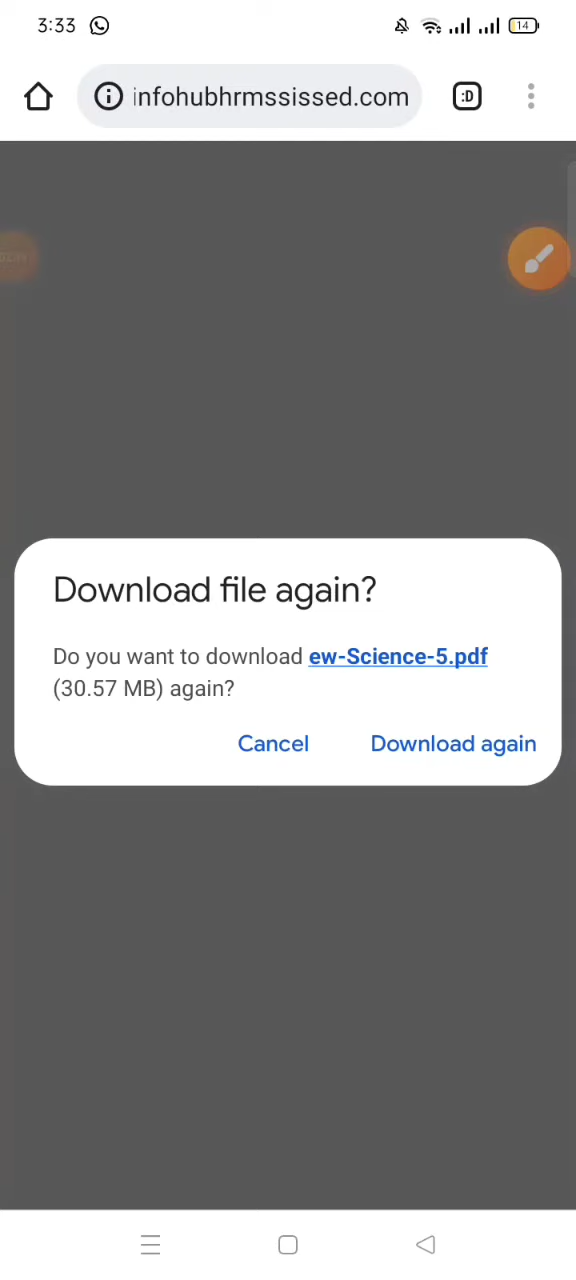 3:33
14
infohubhrmssissed.com
:D
Download file again?
Do you want to download ew-Science-5.pdf
(30.57 MB) again?
Cancel
Download again